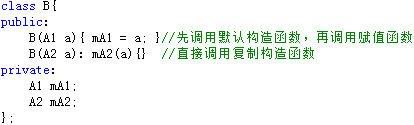 class B{
public:
    B(A1 a){ mA1 = a; }//先调用默认构造函数，再调用赋值函数
    B(A2 a): mA2(a){}  //直接调用复制构造函数
private:
    A1 mA1;
    A2 mA2;
};